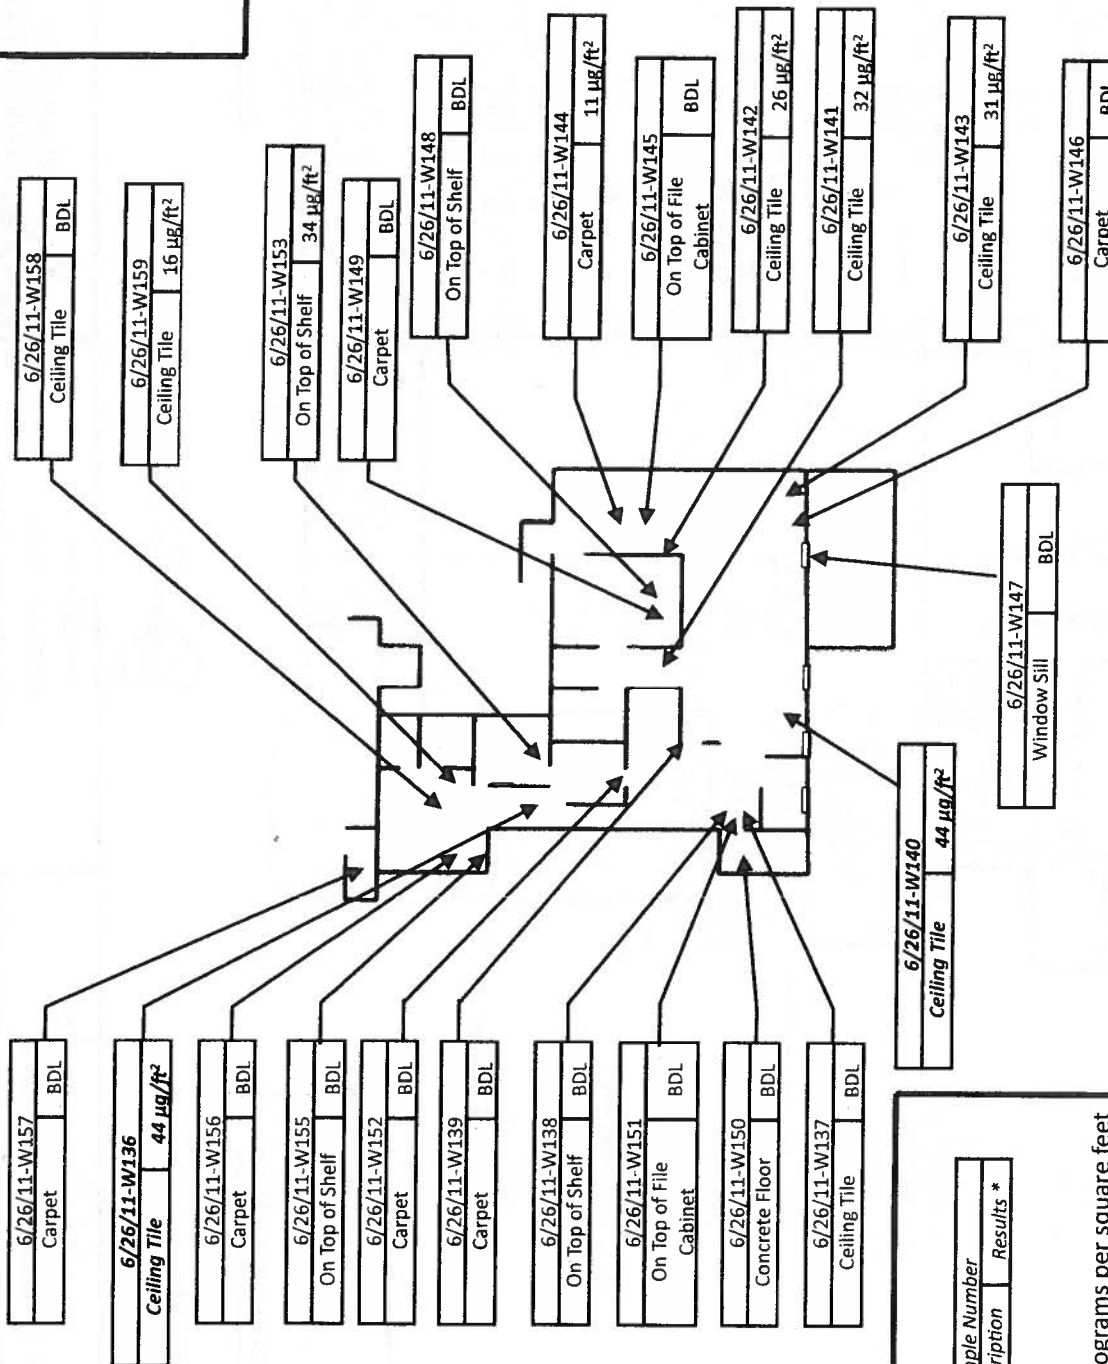 6/26/11-W157
Carpet BDL
6/26/11-W136
Ceiling Tile 44 µg/ft²
6/26/11-W156
Carpet BDL
6/26/11-W155
On Top of Shelf BDL
6/26/11-W152
Carpet BDL
6/26/11-W139
Carpet BDL
6/26/11-W138
On Top of Shelf BDL
6/26/11-W151
On Top of File BDL
Cabinet
6/26/11-W150
Concrete Floor BDL
6/26/11-W137
Ceiling Tile BDL
6/26/11-W158
Ceiling Tile BDL
6/26/11-W159
Ceiling Tile 16 µg/ft²
6/26/11-W153
On Top of Shelf 34 µg/ft²
6/26/11-W149
Carpet BDL
6/26/11-W148
On Top of Shelf BDL
6/26/11-W144
Carpet 11 µg/ft²
6/26/11-W145
On Top of File BDL
Cabinet
6/26/11-W142
Ceiling Tile 26 µg/ft²
6/26/11-W141
Ceiling Tile 32 µg/ft²
6/26/11-W143
Ceiling Tile 31 µg/ft²
6/26/11-W146
Carpet BDL
6/26/11-W140
Ceiling Tile 44 µg/ft²
6/26/11-W147
Window Sill BDL
Number
Results *
per square feet